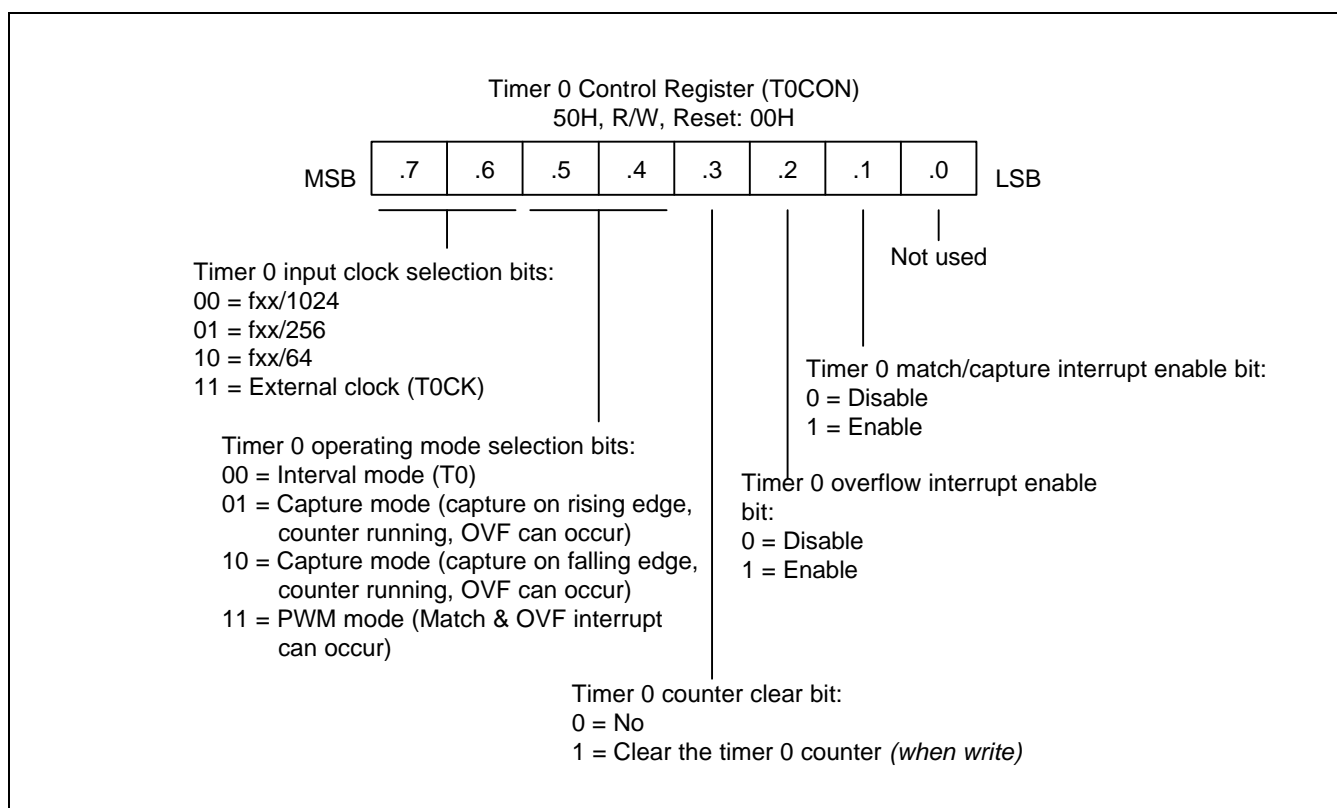 Timer 0 Control Register (T0CON)
50H, R/W, Reset: 00H
MSB .7 .6 .5 .4 .3 .2 .1 .0 LSB
Not used
Timer 0 input clock selection bits:
00 = fxx/1024
01 = fxx/256
10 = fxx/64
11 = External clock (T0CK)
Timer 0 match/capture interrupt enable bit:
0 = Disable
1 = Enable
Timer 0 operating mode selection bits:
00 = Interval mode (T0)
01 = Capture mode (capture on rising edge,
counter running, OVF can occur)
10 = Capture mode (capture on falling edge,
counter running, OVF can occur)
11 = PWM mode (Match & OVF interrupt
can occur)
Timer 0 overflow interrupt enable
bit:
0 = Disable
1 = Enable
Timer 0 counter clear bit:
0 = No
1 = Clear the timer 0 counter (when write)